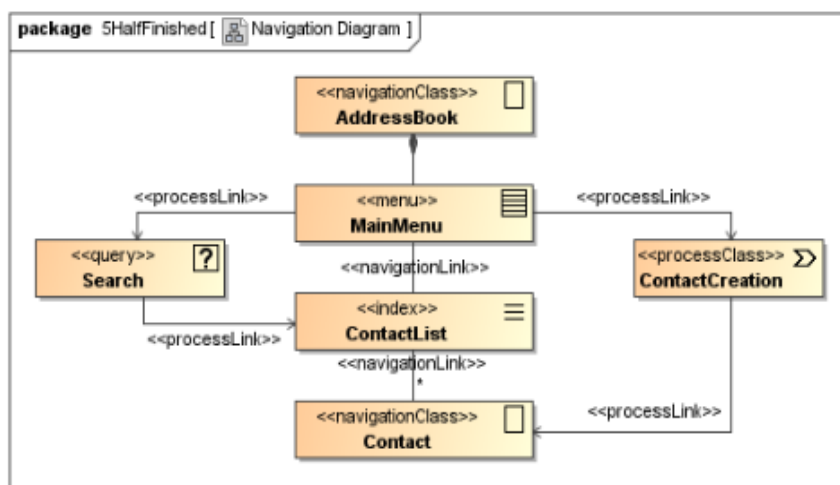 package 5HalfFinished [ Navigation Diagram ]
<<navigationClass>>
AddressBook
<<processLink>>
<<menu>>
MainMenu
<<processLink>>
<<query>>
?
Search
<<navigationLink>>
<<processClass>>
ContactCreation
<<processLink>>
<<index>>
ContactList
<<navigationLink>>
*
<<navigationClass>>
Contact
<<processLink>>